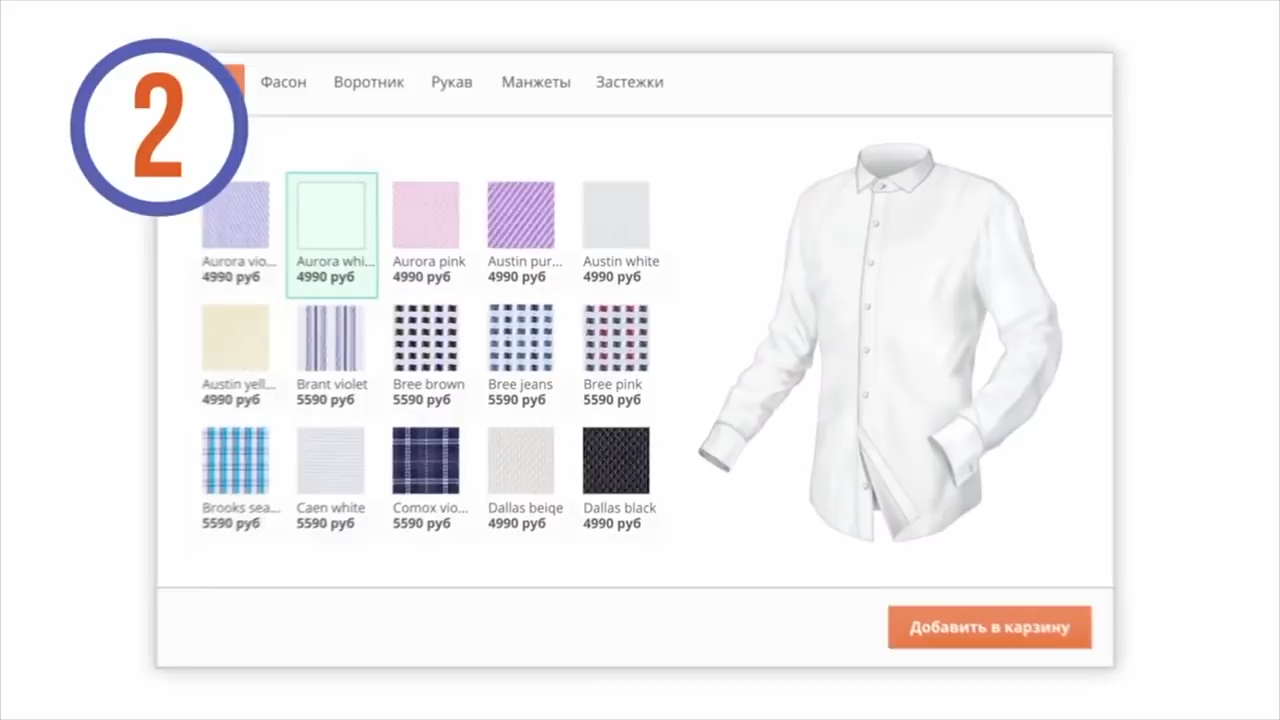 2
Фасон Воротник Рукав Манжеты Застежки
Aurora vio... Aurora whi... Aurora pink Austin pur... Austin white
4990 руб 4990 руб 4990 руб 4990 руб 4990 руб
Austin yell... Brant violet Bree brown Bree jeans Bree pink
4990 руб 5590 руб 5590 руб 5590 руб 5590 руб
Brooks sea... Caen white Comox vio... Dallas beige Dallas black
5590 руб 5590 руб 5590 руб 4990 руб 4990 руб
Добавить в карзину